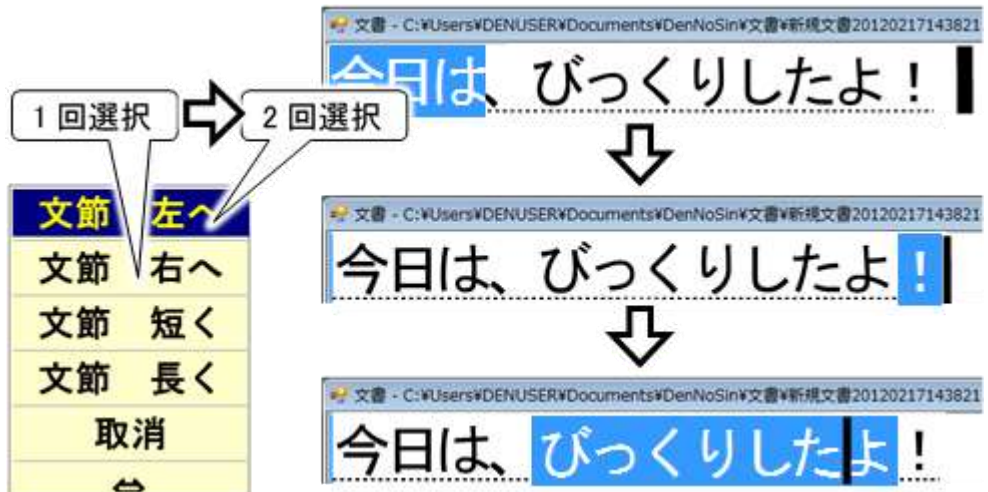 文書 - C:¥Users¥DENUSER¥Documents¥DenNoSin¥文書¥新規文書20120217143821
今日は、びっくりしたよ！
1回選択
2回選択
文節 左へ
文節 右へ
文節 短く
文節 長く
取消
⇔
文書 - C:¥Users¥DENUSER¥Documents¥DenNoSin¥文書¥新規文書20120217143821
今日は、びっくりしたよ！
文書 - C:¥Users¥DENUSER¥Documents¥DenNoSin¥文書¥新規文書20120217143821
今日は、びっくりしたよ！